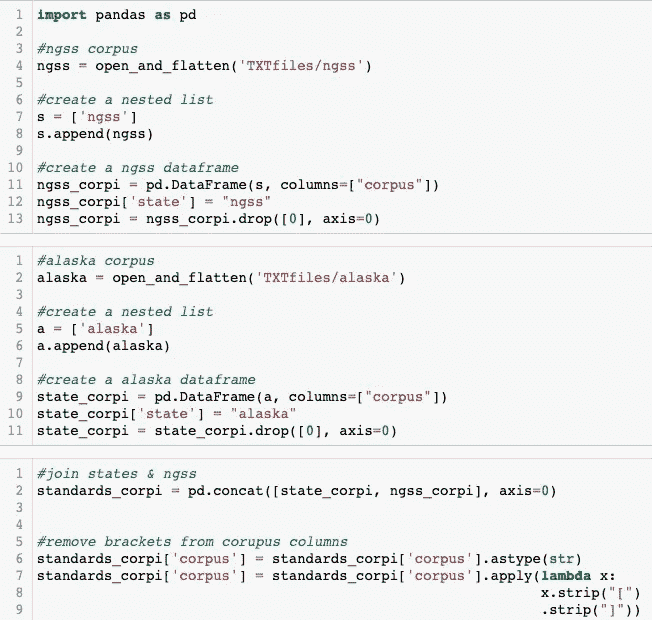 1 import pandas as pd
2
3 #ngss corpus
4 ngss = open_and_flatten('TXTfiles/ngss')
5
6 #create a nested list
7 s = ['ngss']
8 s.append(ngss)
9
10 #create a ngss dataframe
11 ngss_corpi = pd.DataFrame(s, columns=["corpus"])
12 ngss_corpi['state'] = "ngss"
13 ngss_corpi = ngss_corpi.drop([0], axis=0)
1 #alaska corpus
2 alaska = open_and_flatten('TXTfiles/alaska')
3
4 #create a nested list
5 a = ['alaska']
6 a.append(alaska)
7
8 #create a alaska dataframe
9 state_corpi = pd.DataFrame(a, columns=["corpus"])
10 state_corpi['state'] = "alaska"
11 state_corpi = state_corpi.drop([0], axis=0)
1 #join states & ngss
2 standards_corpi = pd.concat([state_corpi, ngss_corpi], axis=0)
3
4
5 #remove brackets from corupus columns
6 standards_corpi['corpus'] = standards_corpi['corpus'].astype(str)
7 standards_corpi['corpus'] = standards_corpi['corpus'].apply(lambda x:
8 x.strip("[")
9 .strip("]"))